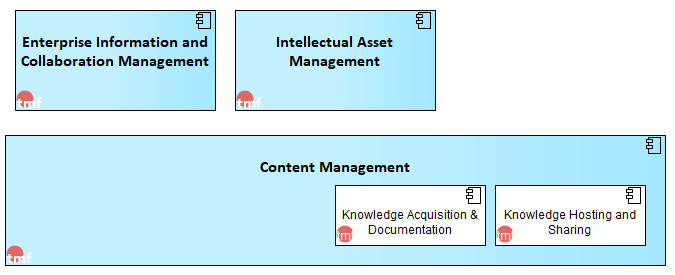 Enterprise Information and
Collaboration Management
tmf
Intellectual Asset
Management
tmf
Content Management
Knowledge Acquisition &
Documentation
tmf
Knowledge Hosting and
Sharing
tmf
tmf